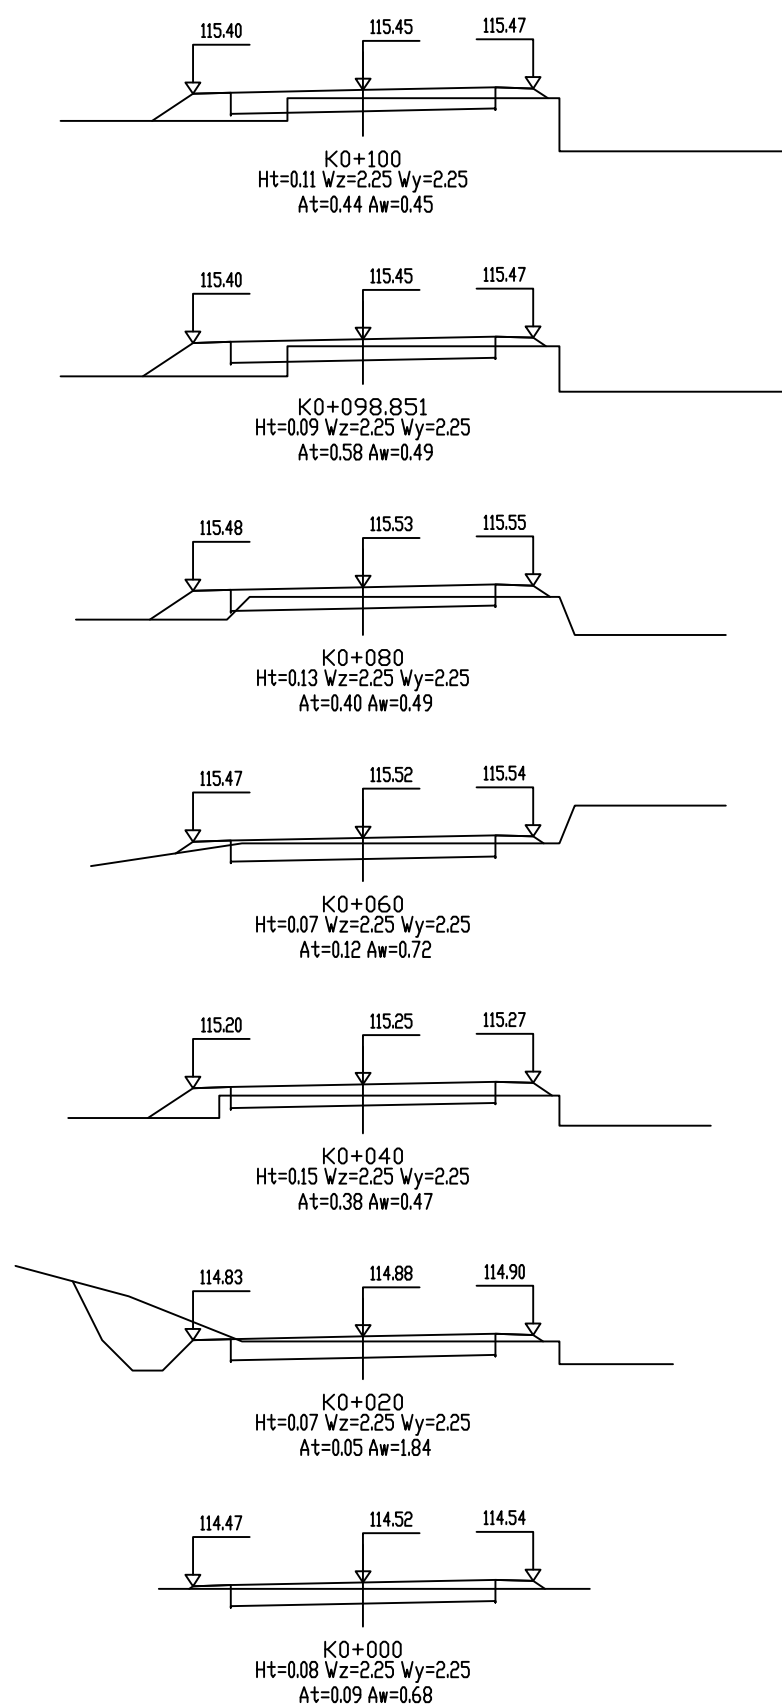 115.40 115.45 115.47
K0+100
Ht=0.11 Wz=2.25 Wy=2.25
At=0.44 Aw=0.45
115.40 115.45 115.47
K0+098.851
Ht=0.09 Wz=2.25 Wy=2.25
At=0.58 Aw=0.49
115.48 115.53 115.55
K0+080
Ht=0.13 Wz=2.25 Wy=2.25
At=0.40 Aw=0.49
115.47 115.52 115.54
K0+060
Ht=0.07 Wz=2.25 Wy=2.25
At=0.12 Aw=0.72
115.20 115.25 115.27
K0+040
Ht=0.15 Wz=2.25 Wy=2.25
At=0.38 Aw=0.47
114.83 114.88 114.90
K0+020
Ht=0.07 Wz=2.25 Wy=2.25
At=0.05 Aw=1.84
114.47 114.52 114.54
K0+000
Ht=0.08 Wz=2.25 Wy=2.25
At=0.09 Aw=0.68